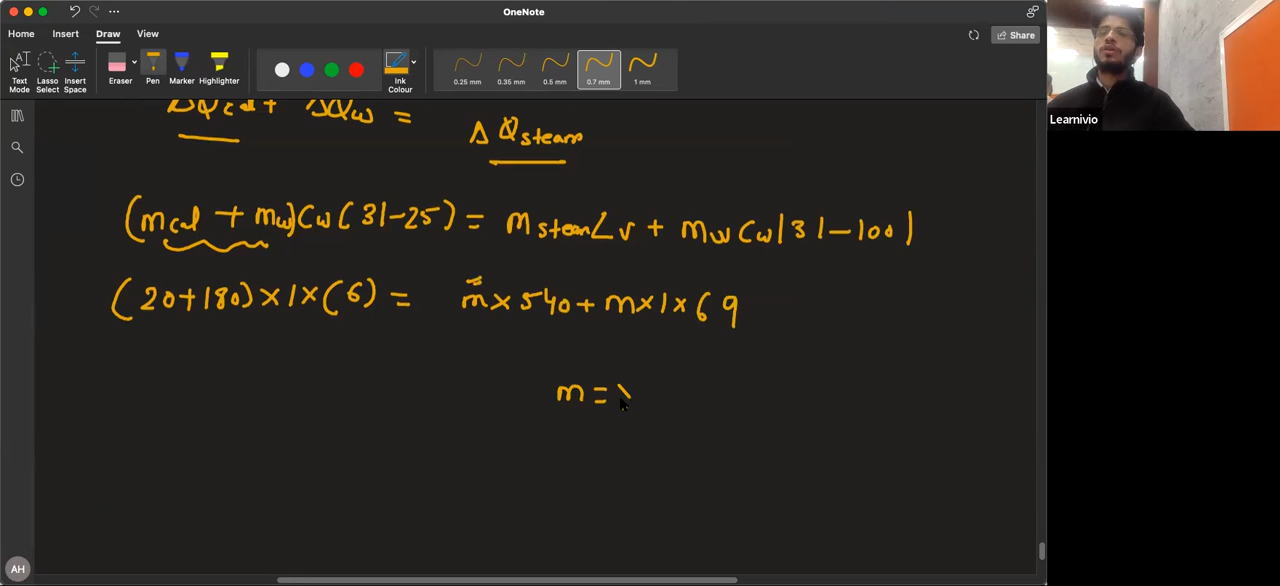 OneNote
Home Insert Draw View
Share
Text Mode
Lasso Select
Insert Space
Eraser
Pen
Marker
Highlighter
Ink Colour
0.25 mm
0.35 mm
0.5 mm
0.7 mm
1 mm
Learnivio
ΔQcal + ΔQw = ΔQsteam
(mcal + mw)Cw(31-25) = msteamLv + mwCw|31-100|
(20+180)×1×(6) = m×540+m×1×69
m =
AH